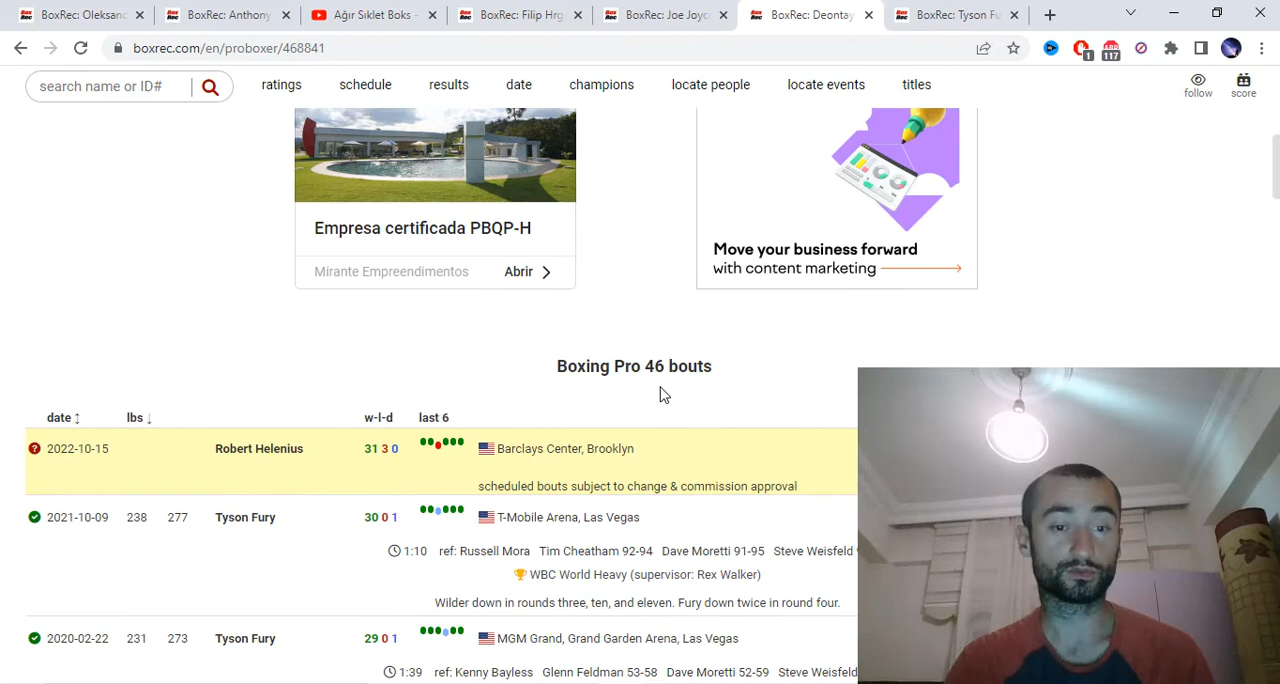 BoxRec: Oleksanc
BoxRec: Anthony
Ağır Sıklet Boks -
BoxRec: Filip Hrg
BoxRec: Joe Joyce
BoxRec: Deontay
BoxRec: Tyson Fu
boxrec.com/en/proboxer/468841
1
117
search name or ID#
ratings
schedule
results
date
champions
locate people
locate events
titles
follow
score
Empresa certificada PBQP-H
Mirante Empreendimentos
Abrir
Move your business forward
with content marketing
Boxing Pro 46 bouts
date
lbs
w-l-d
last 6
2022-10-15
Robert Helenius
31 3 0
Barclays Center, Brooklyn
scheduled bouts subject to change & commission approval
2021-10-09
238
277
Tyson Fury
30 0 1
T-Mobile Arena, Las Vegas
1:10
ref: Russell Mora
Tim Cheatham 92-94
Dave Moretti 91-95
Steve Weisfeld
WBC World Heavy (supervisor: Rex Walker)
Wilder down in rounds three, ten, and eleven. Fury down twice in round four.
2020-02-22
231
273
Tyson Fury
29 0 1
MGM Grand, Grand Garden Arena, Las Vegas
1:39
ref: Kenny Bayless
Glenn Feldman 53-58
Dave Moretti 52-59
Steve Weisfeld